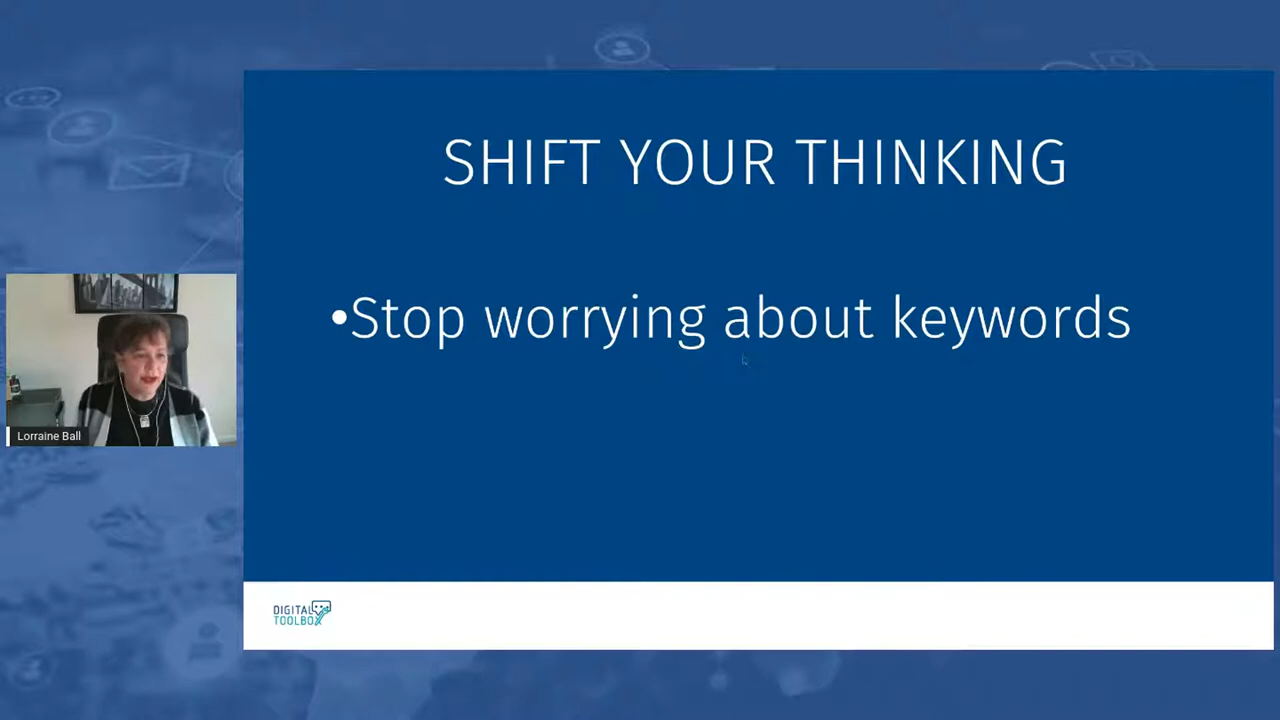 SHIFT YOUR THINKING
•Stop worrying about keywords
Lorraine Ball
DIGITAL
TOOLBOX